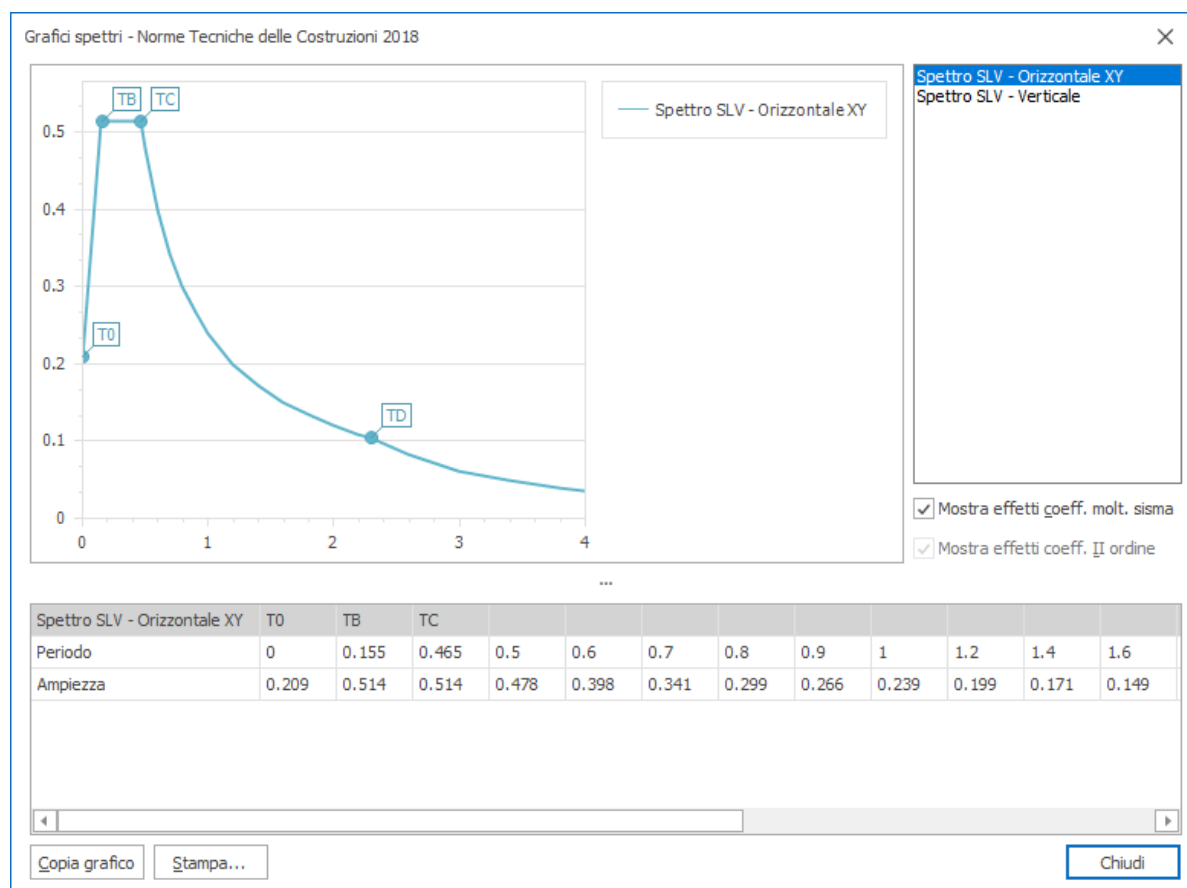 Grafici spettri - Norme Tecniche delle Costruzioni 2018
TB TC
T0
TD
0.5
0.4
0.3
0.2
0.1
0
0 1 2 3 4
Spettro SLV - Orizzontale XY
Spettro SLV - Orizzontale XY
Spettro SLV - Verticale
Mostra effetti coeff. molt. sisma
Mostra effetti coeff. II ordine
...
Spettro SLV - Orizzontale XY T0 TB TC
Periodo 0 0.155 0.465 0.5 0.6 0.7 0.8 0.9 1 1.2 1.4 1.6
Ampiezza 0.209 0.514 0.514 0.478 0.398 0.341 0.299 0.266 0.239 0.199 0.171 0.149
Copia grafico Stampa... Chiudi